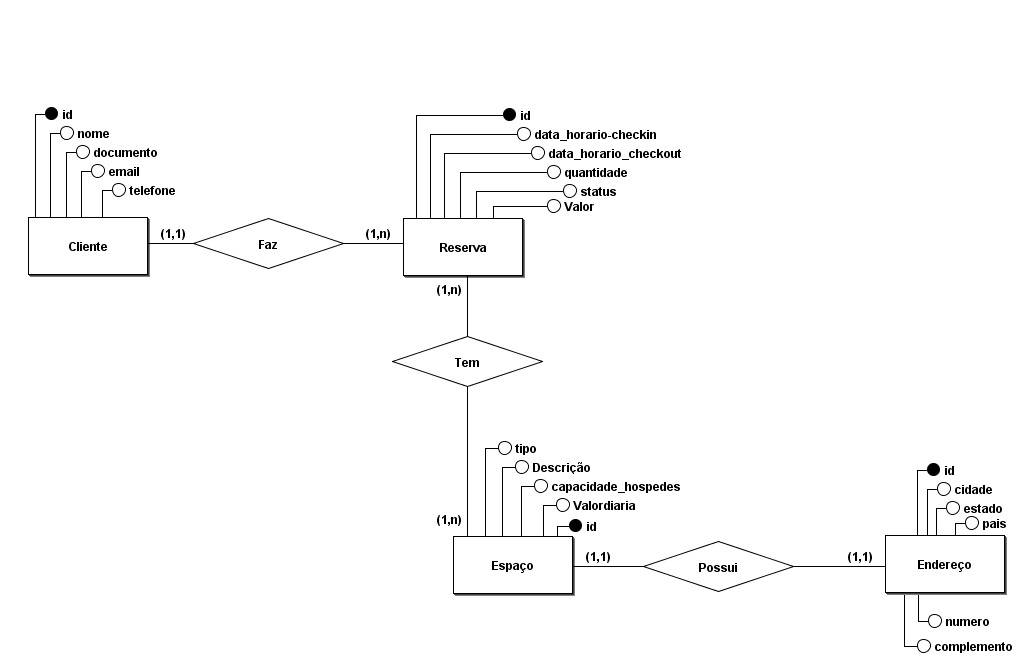 id
nome
documento
email
telefone
Cliente
(1,1)
Faz
(1,n)
id
data_horario-checkin
data_horario_checkout
quantidade
status
Valor
Reserva
(1,n)
Tem
(1,n)
tipo
Descrição
capacidade_hospedes
Valordiaria
id
Espaço
(1,1)
Possui
(1,1)
id
cidade
estado
pais
Endereço
numero
complemento